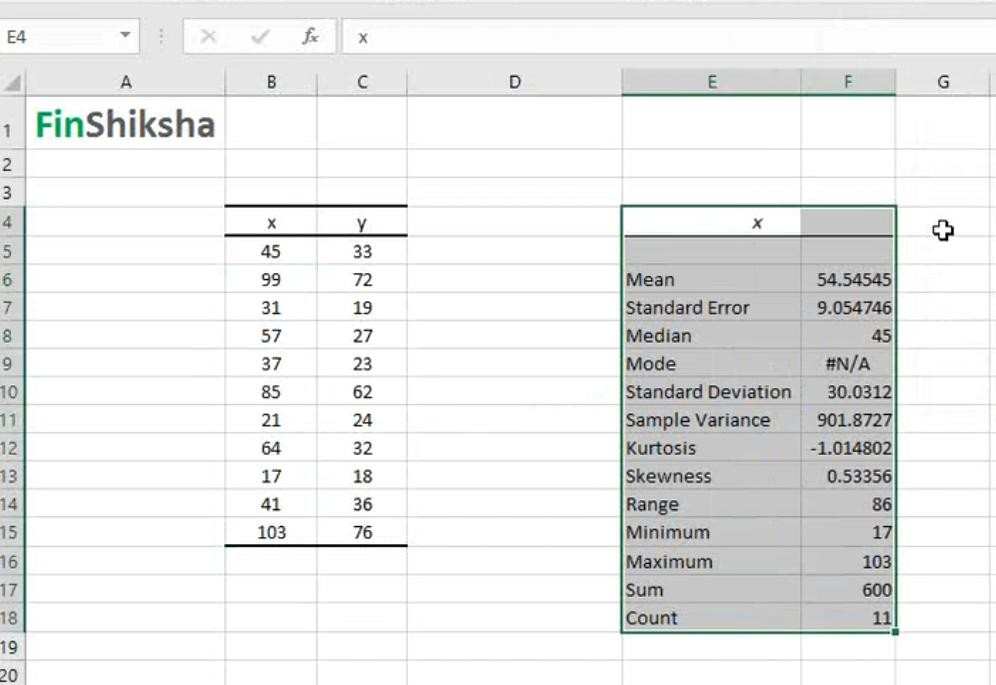 E4 fx x
A B C D E F G
1 FinShiksha
2
3
4 x y x
5 45 33
6 99 72 Mean 54.54545
7 31 19 Standard Error 9.054746
8 57 27 Median 45
9 37 23 Mode #N/A
10 85 62 Standard Deviation 30.0312
11 21 24 Sample Variance 901.8727
12 64 32 Kurtosis -1.014802
13 17 18 Skewness 0.53356
14 41 36 Range 86
15 103 76 Minimum 17
16 Maximum 103
17 Sum 600
18 Count 11
19
20